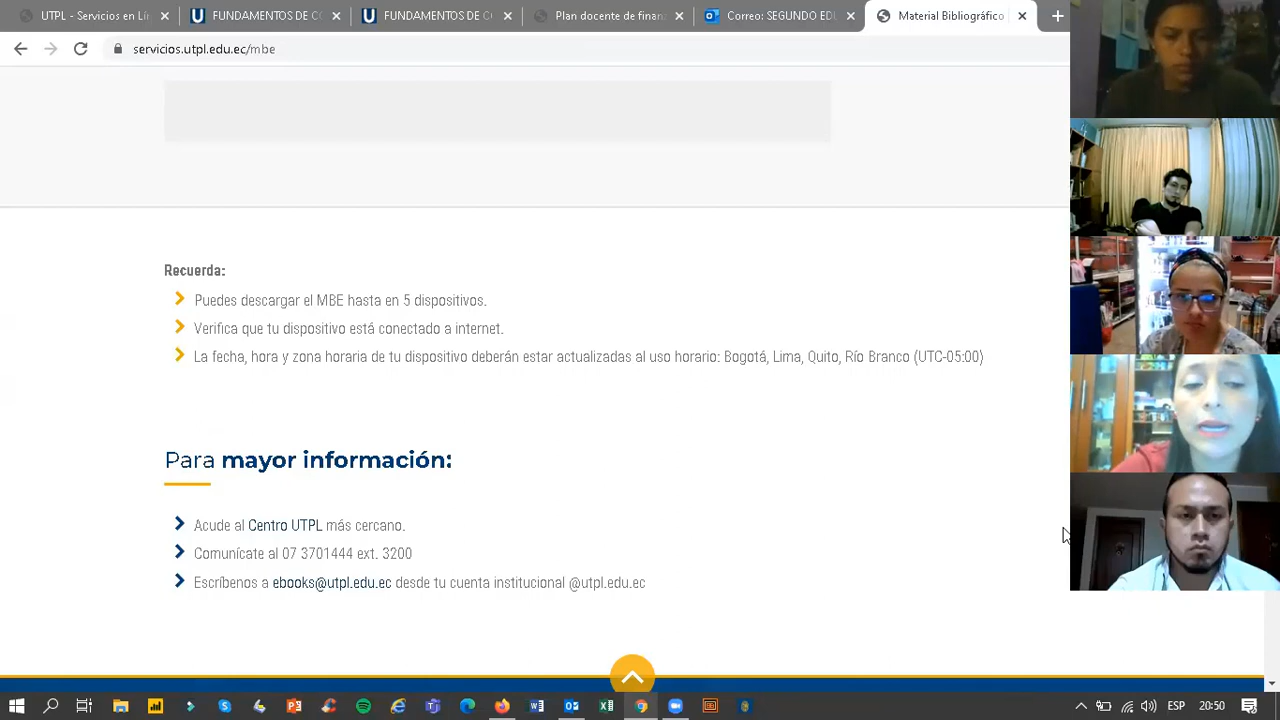 UTPL - Servicios en Lín
FUNDAMENTOS DE CO
FUNDAMENTOS DE CO
Plan docente de finan
Correo: SEGUNDO EDU
Material Bibliográfico
servicios.utpl.edu.ec/mbe
Recuerda:
Puedes descargar el MBE hasta en 5 dispositivos.
Verifica que tu dispositivo está conectado a internet.
La fecha, hora y zona horaria de tu dispositivo deberán estar actualizadas al uso horario: Bogotá, Lima, Quito, Río Branco (UTC-05:00)
Para mayor información:
Acude al Centro UTPL más cercano.
Comunícate al 07 3701444 ext. 3200
Escríbenos a ebooks@utpl.edu.ec desde tu cuenta institucional @utpl.edu.ec
ESP
20:50